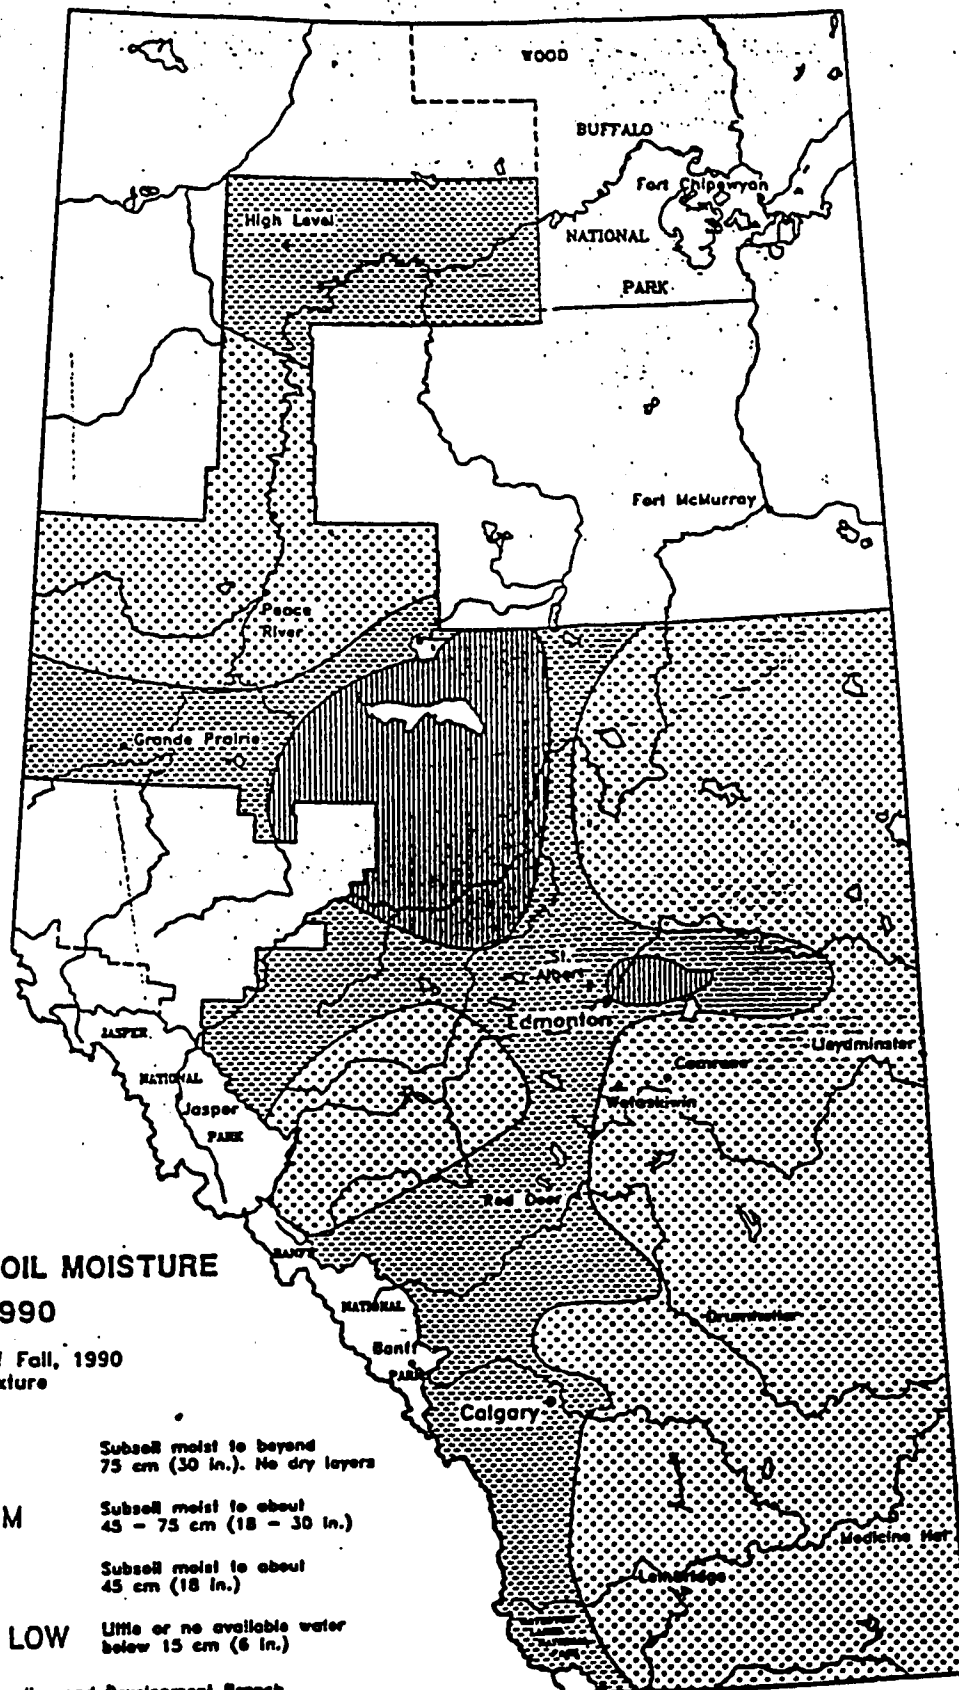 WOOD
BUFFALO
Fort Chipewyan
High Level
NATIONAL
PARK
Fort McMurray
Peace
River
Grande Prairie
St.
Albert
Edmonton
Lloydminster
Camrose
Wetaskiwin
JASPER
NATIONAL
Jasper
PARK
Red Deer
BANFF
NATIONAL
Banff
PARK
Drumheller
Calgary
Medicine Hat
Lethbridge
OIL MOISTURE
990
Fall, 1990
xture
Subsoil moist to beyond
75 cm (30 in.). No dry layers
M
Subsoil moist to about
45 - 75 cm (18 - 30 in.)
Subsoil moist to about
45 cm (18 in.)
LOW
Little or no available water
below 15 cm (6 in.)
and Development Branch